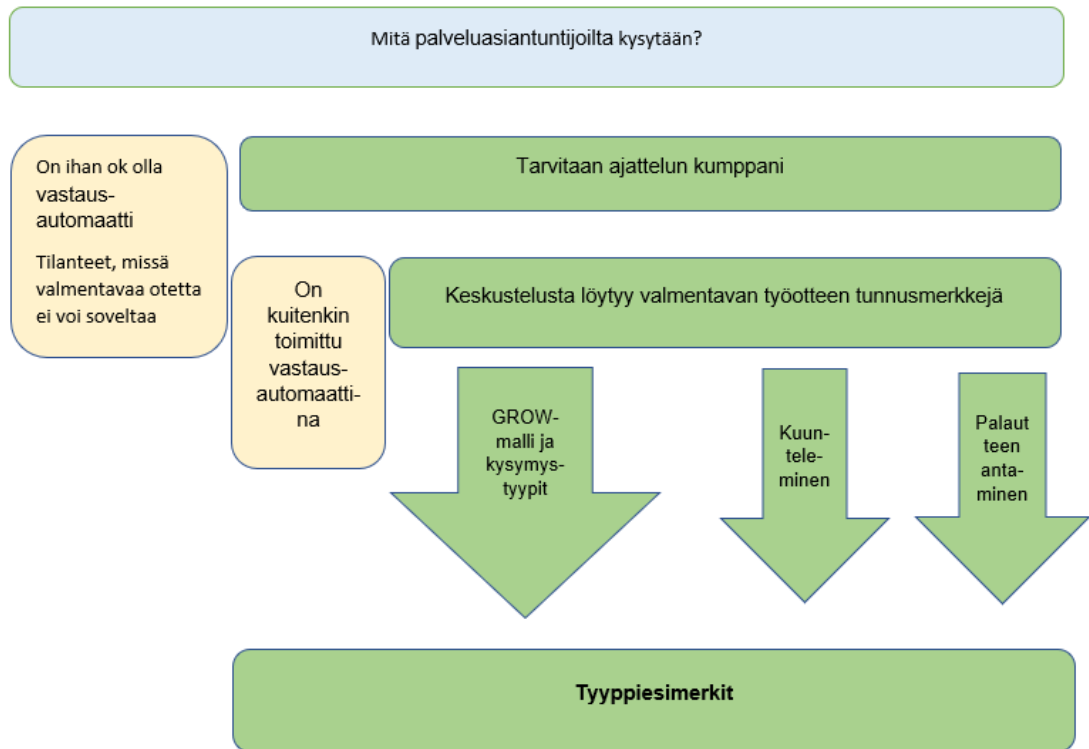 Mitä palveluasiantuntijoilta kysytään?
On ihan ok olla
vastaus-
automaatti
Tilanteet, missä
valmentavaa otetta
ei voi soveltaa
Tarvitaan ajattelun kumppani
On
kuitenkin
toimittu
vastaus-
automaatti-
na
Keskustelusta löytyy valmentavan työotteen tunnusmerkkejä
GROW-
malli ja
kysymys-
tyypit
Kuun-
tele-
minen
Palaut
teen
anta-
minen
Tyyppiesimerkit